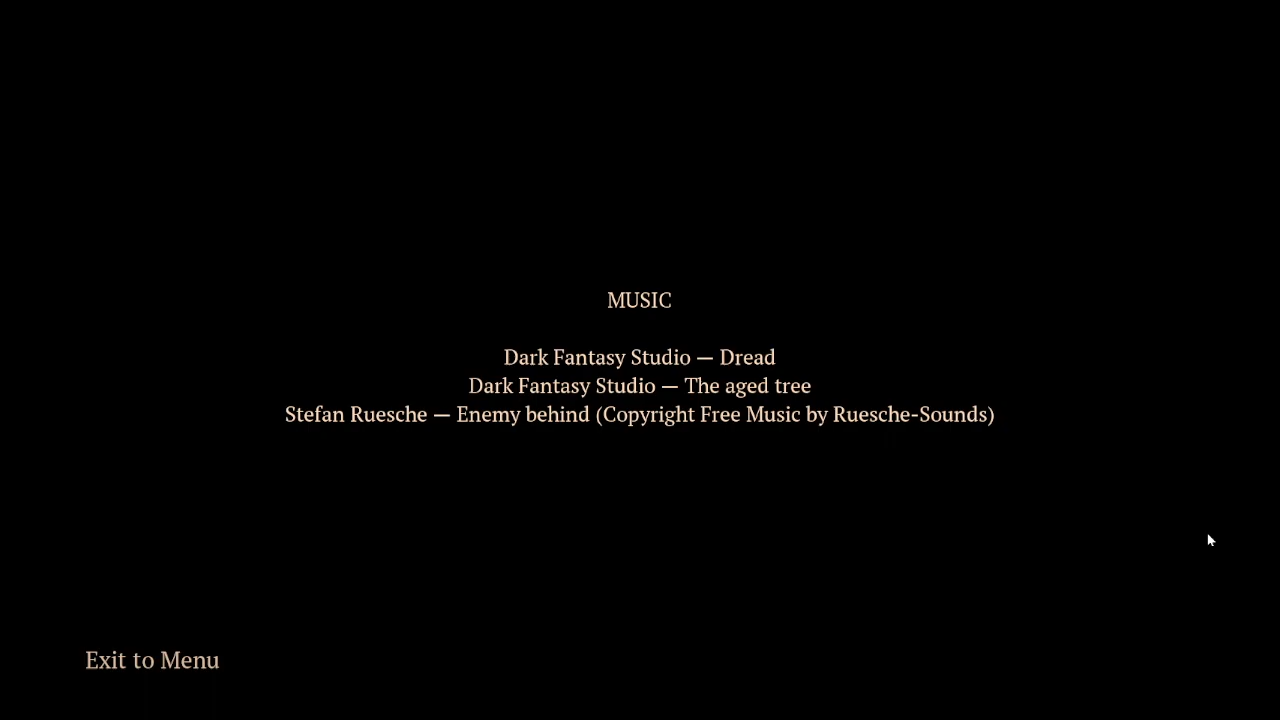 MUSIC
Dark Fantasy Studio — Dread
Dark Fantasy Studio — The aged tree
Stefan Ruesche — Enemy behind (Copyright Free Music by Ruesche-Sounds)
Exit to Menu